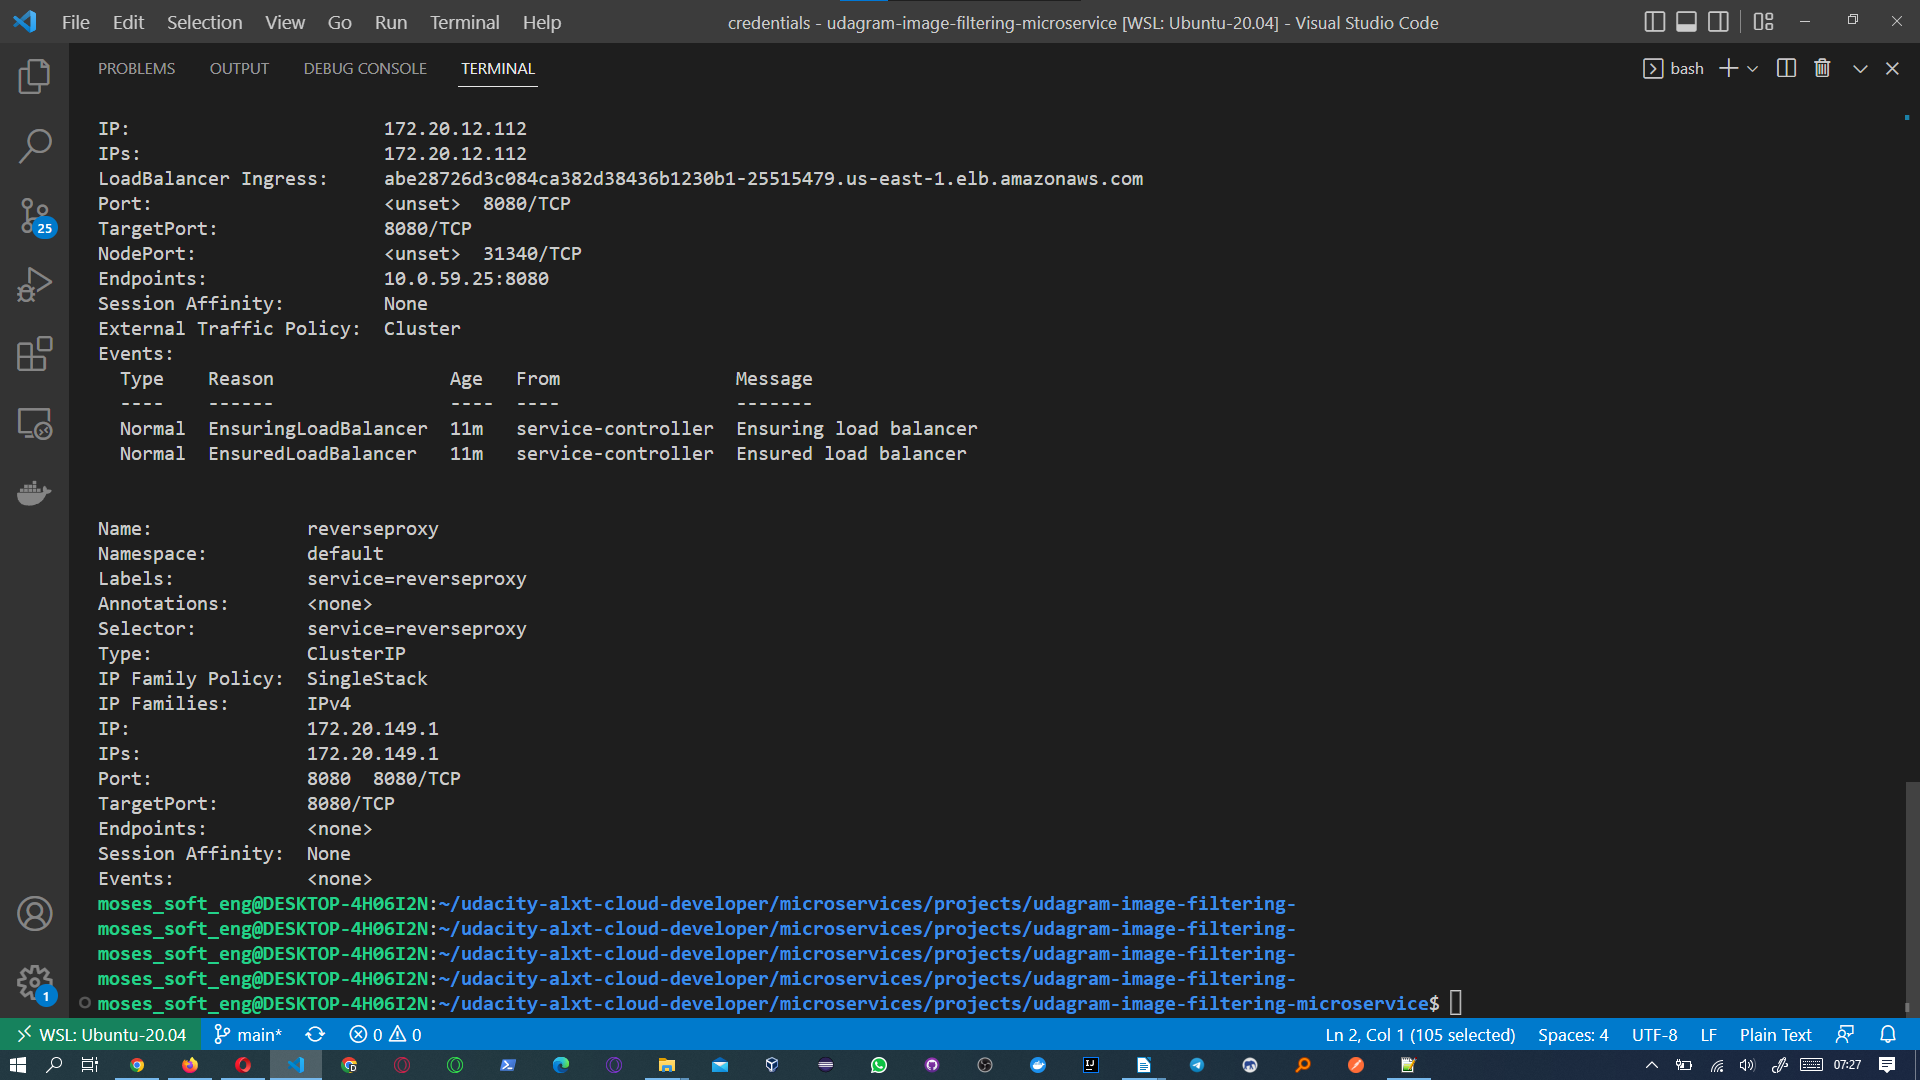 File Edit Selection View Go Run Terminal Help credentials - udagram-image-filtering-microservice [WSL: Ubuntu-20.04] - Visual Studio Code
PROBLEMS OUTPUT DEBUG CONSOLE TERMINAL bash
IP: 172.20.12.112
IPs: 172.20.12.112
LoadBalancer Ingress: abe28726d3c084ca382d38436b1230b1-25515479.us-east-1.elb.amazonaws.com
Port: <unset> 8080/TCP
TargetPort: 8080/TCP
NodePort: <unset> 31340/TCP
Endpoints: 10.0.59.25:8080
Session Affinity: None
External Traffic Policy: Cluster
Events:
Type Reason Age From Message
---- ------ ---- ---- -------
Normal EnsuringLoadBalancer 11m service-controller Ensuring load balancer
Normal EnsuredLoadBalancer 11m service-controller Ensured load balancer
Name: reverseproxy
Namespace: default
Labels: service=reverseproxy
Annotations: <none>
Selector: service=reverseproxy
Type: ClusterIP
IP Family Policy: SingleStack
IP Families: IPv4
IP: 172.20.149.1
IPs: 172.20.149.1
Port: 8080 8080/TCP
TargetPort: 8080/TCP
Endpoints: <none>
Session Affinity: None
Events: <none>
moses_soft_eng@DESKTOP-4H06I2N:~/udacity-alxt-cloud-developer/microservices/projects/udagram-image-filtering-
moses_soft_eng@DESKTOP-4H06I2N:~/udacity-alxt-cloud-developer/microservices/projects/udagram-image-filtering-
moses_soft_eng@DESKTOP-4H06I2N:~/udacity-alxt-cloud-developer/microservices/projects/udagram-image-filtering-
moses_soft_eng@DESKTOP-4H06I2N:~/udacity-alxt-cloud-developer/microservices/projects/udagram-image-filtering-
moses_soft_eng@DESKTOP-4H06I2N:~/udacity-alxt-cloud-developer/microservices/projects/udagram-image-filtering-microservice$
25
1
WSL: Ubuntu-20.04 main* 0 0 Ln 2, Col 1 (105 selected) Spaces: 4 UTF-8 LF Plain Text
07:27